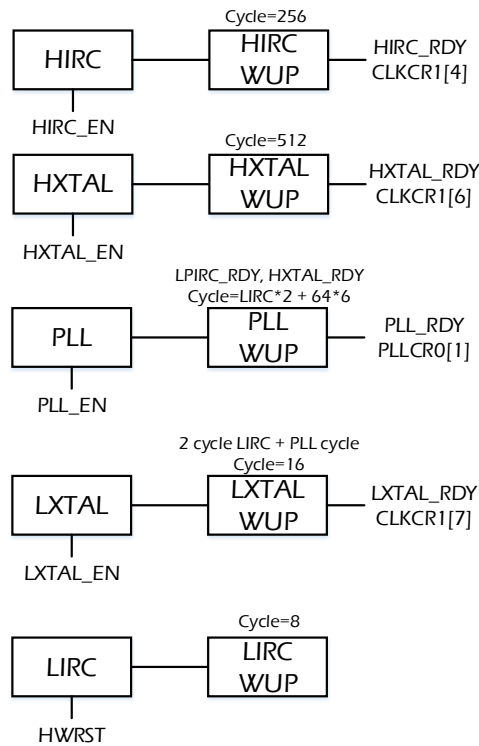 Cycle=256
HIRC
HIRC
WUP
HIRC_RDY
CLKCR1[4]
HIRC_EN
Cycle=512
HXTAL
HXTAL
WUP
HXTAL_RDY
CLKCR1[6]
HXTAL_EN
LPIRC_RDY, HXTAL_RDY
Cycle=LIRC*2 + 64*6
PLL
PLL
WUP
PLL_RDY
PLLCR0[1]
PLL_EN
2 cycle LIRC + PLL cycle
Cycle=16
LXTAL
LXTAL
WUP
LXTAL_RDY
CLKCR1[7]
LXTAL_EN
Cycle=8
LIRC
LIRC
WUP
HWRST